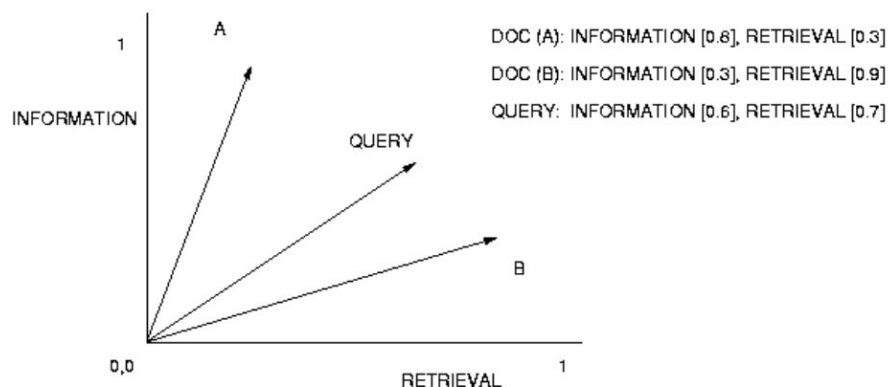 A
1
INFORMATION
QUERY
B
0,0
RETRIEVAL
1
DOC (A): INFORMATION [0.8], RETRIEVAL [0.3]
DOC (B): INFORMATION [0.3], RETRIEVAL [0.9]
QUERY: INFORMATION [0.6], RETRIEVAL [0.7]